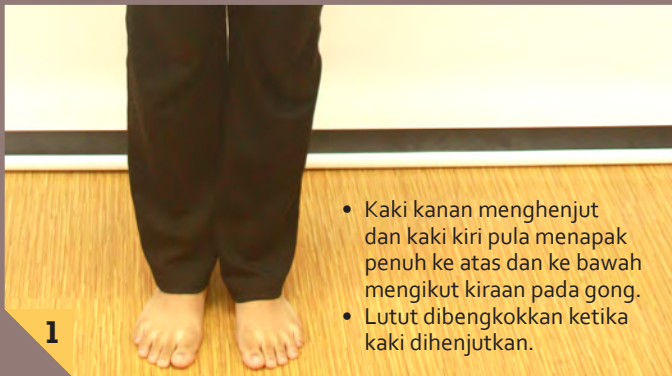 • Kaki kanan menghenjut
dan kaki kiri pula menapak
penuh ke atas dan ke bawah
mengikut kiraan pada gong.
• Lutut dibengkokkan ketika
kaki dihenjutkan.
1